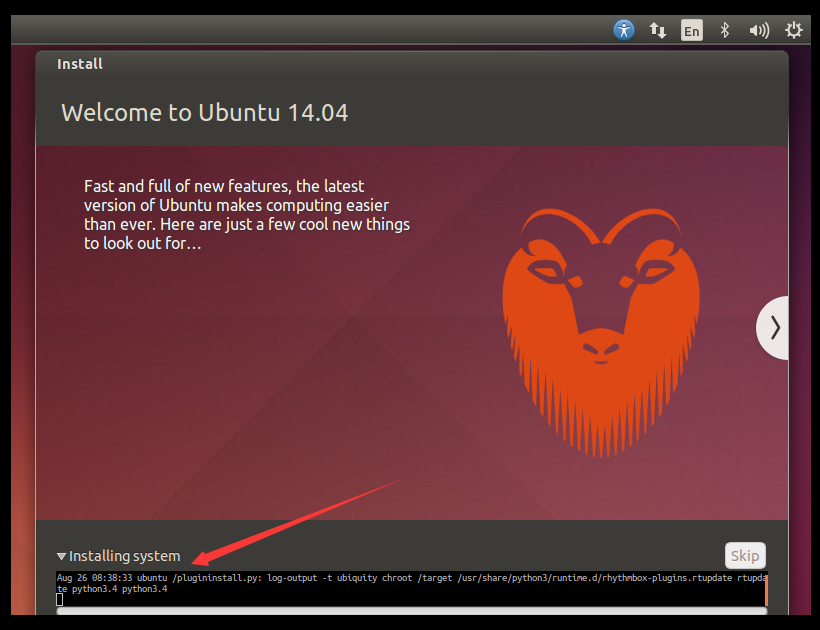 En
Install
Welcome to Ubuntu 14.04
Fast and full of new features, the latest
version of Ubuntu makes computing easier
than ever. Here are just a few cool new things
to look out for...
Installing system
Skip
Aug 26 08:38:33 ubuntu /plugininstall.py: log-output -t ubiquity chroot /target /usr/share/python3/runtime.d/rhythmbox-plugins.rtupdate rtupda
te python3.4 python3.4